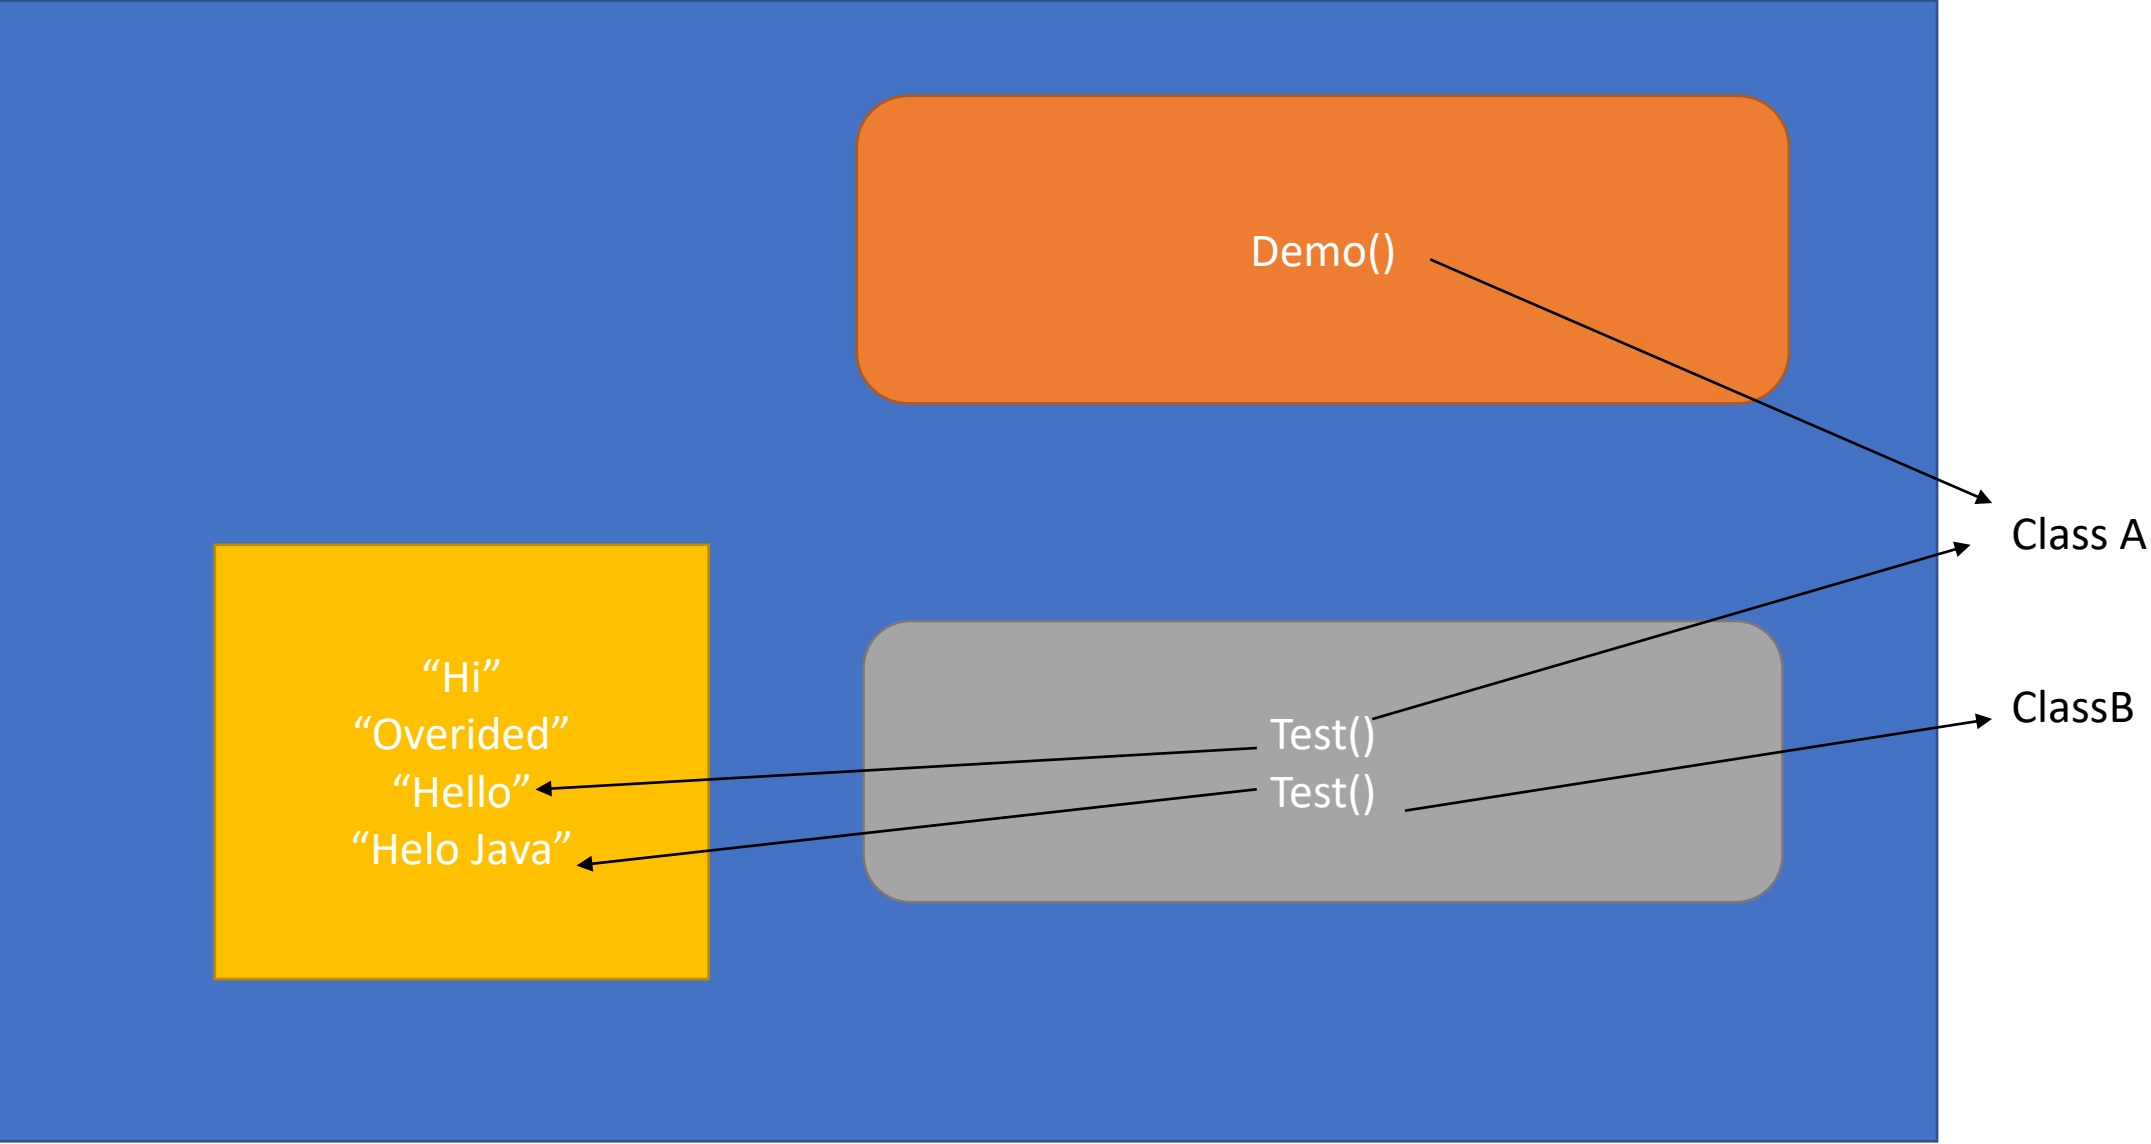 Demo()
Class A
“Hi”
“Overided”
“Hello”
“Helo Java”
Test()
Test()
ClassB